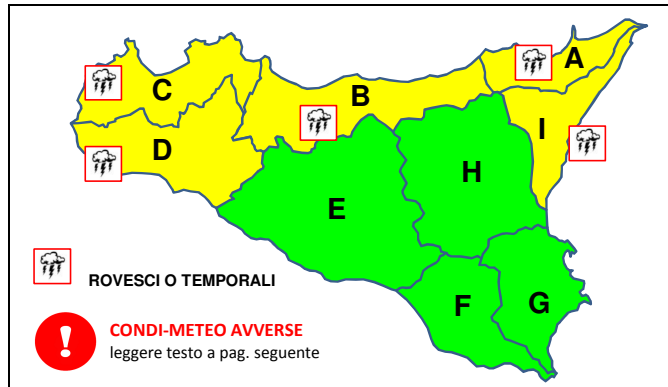 A
C
B
I
D
H
E
ROVESCI O TEMPORALI
F
G
CONDI-METEO AVVERSE
leggere testo a pag. seguente